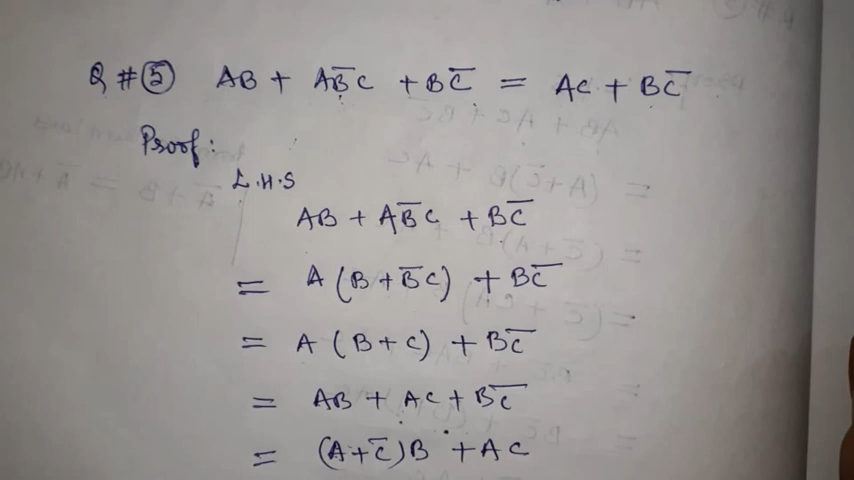 Q # ⑤ AB + AB̅C + BC̅ = AC + BC̅
Proof:
L.H.S
AB + AB̅C + BC̅
= A (B + B̅C) + BC̅
= A (B + C) + BC̅
= AB + AC + BC̅
= (A + C̅)B + AC